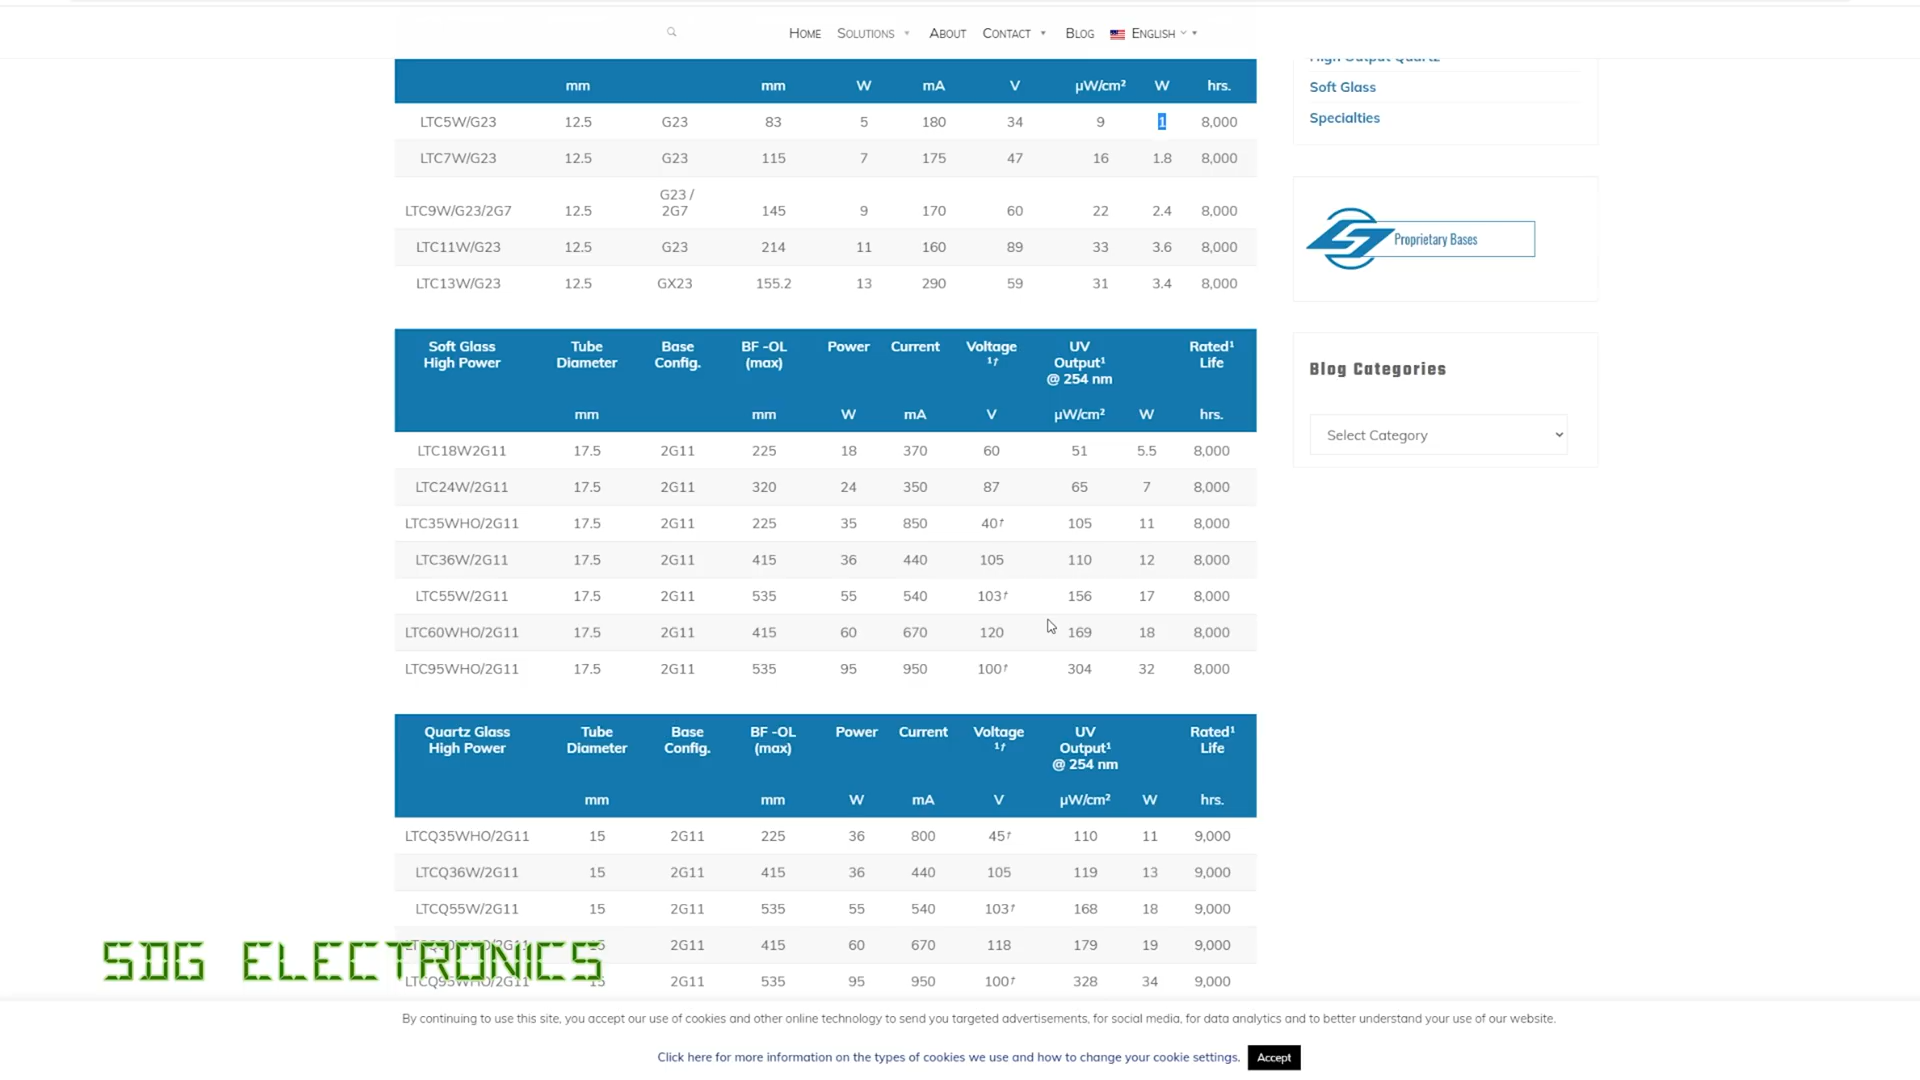 HOME SOLUTIONS ABOUT CONTACT BLOG ENGLISH
mm mm W mA V µW/cm² W hrs.
LTC5W/G23 12.5 G23 83 5 180 34 9 1 8,000
LTC7W/G23 12.5 G23 115 7 175 47 16 1.8 8,000
G23 /
LTC9W/G23/2G7 12.5 2G7 145 9 170 60 22 2.4 8,000
LTC11W/G23 12.5 G23 214 11 160 89 33 3.6 8,000
LTC13W/G23 12.5 GX23 155.2 13 290 59 31 3.4 8,000
Soft Glass Tube Base BF -OL Power Current Voltage UV Rated¹
High Power Diameter Config. (max) ¹† Output¹ Life
@ 254 nm
mm mm W mA V µW/cm² W hrs.
LTC18W2G11 17.5 2G11 225 18 370 60 51 5.5 8,000
LTC24W/2G11 17.5 2G11 320 24 350 87 65 7 8,000
LTC35WHO/2G11 17.5 2G11 225 35 850 40† 105 11 8,000
LTC36W/2G11 17.5 2G11 415 36 440 105 110 12 8,000
LTC55W/2G11 17.5 2G11 535 55 540 103† 156 17 8,000
LTC60WHO/2G11 17.5 2G11 415 60 670 120 169 18 8,000
LTC95WHO/2G11 17.5 2G11 535 95 950 100† 304 32 8,000
Quartz Glass Tube Base BF -OL Power Current Voltage UV Rated¹
High Power Diameter Config. (max) ¹† Output¹ Life
@ 254 nm
mm mm W mA V µW/cm² W hrs.
LTCQ35WHO/2G11 15 2G11 225 36 800 45† 110 11 9,000
LTCQ36W/2G11 15 2G11 415 36 440 105 119 13 9,000
LTCQ55W/2G11 15 2G11 535 55 540 103† 168 18 9,000
2G11 415 60 670 118 179 19 9,000
LTCQ95WHO/2G11 15 2G11 535 95 950 100† 328 34 9,000
SDG ELECTRONICS
High Output Quartz
Soft Glass
Specialties
Proprietary Bases
Blog Categories
Select Category
By continuing to use this site, you accept our use of cookies and other online technology to send you targeted advertisements, for social media, for data analytics and to better understand your use of our website.
Click here for more information on the types of cookies we use and how to change your cookie settings. Accept